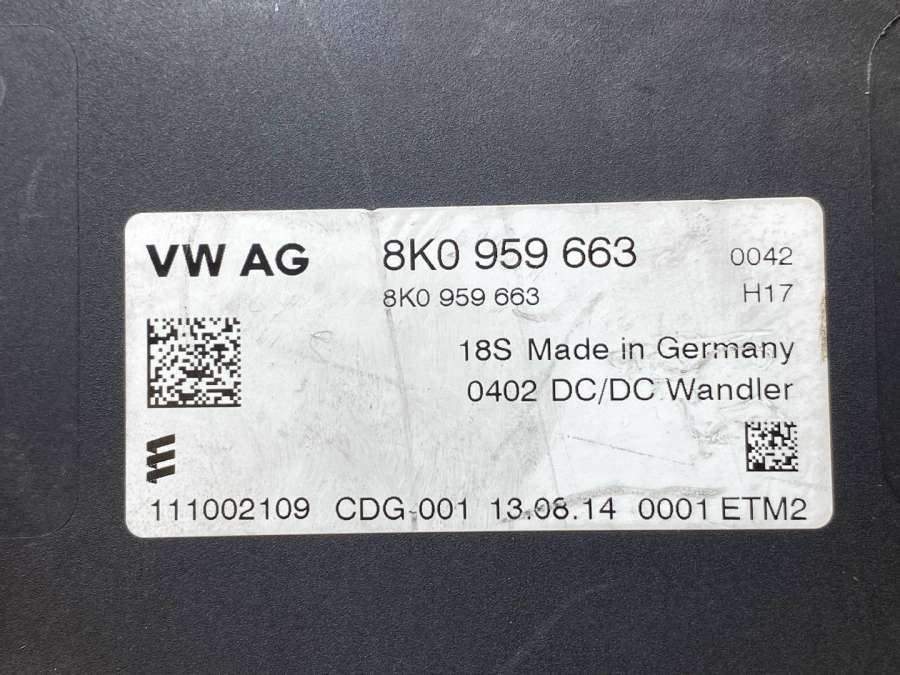 VW AG 8K0 959 663 0042
8K0 959 663 H17
18S Made in Germany
0402 DC/DC Wandler
111002109 CDG-001 13.08.14 0001 ETM2